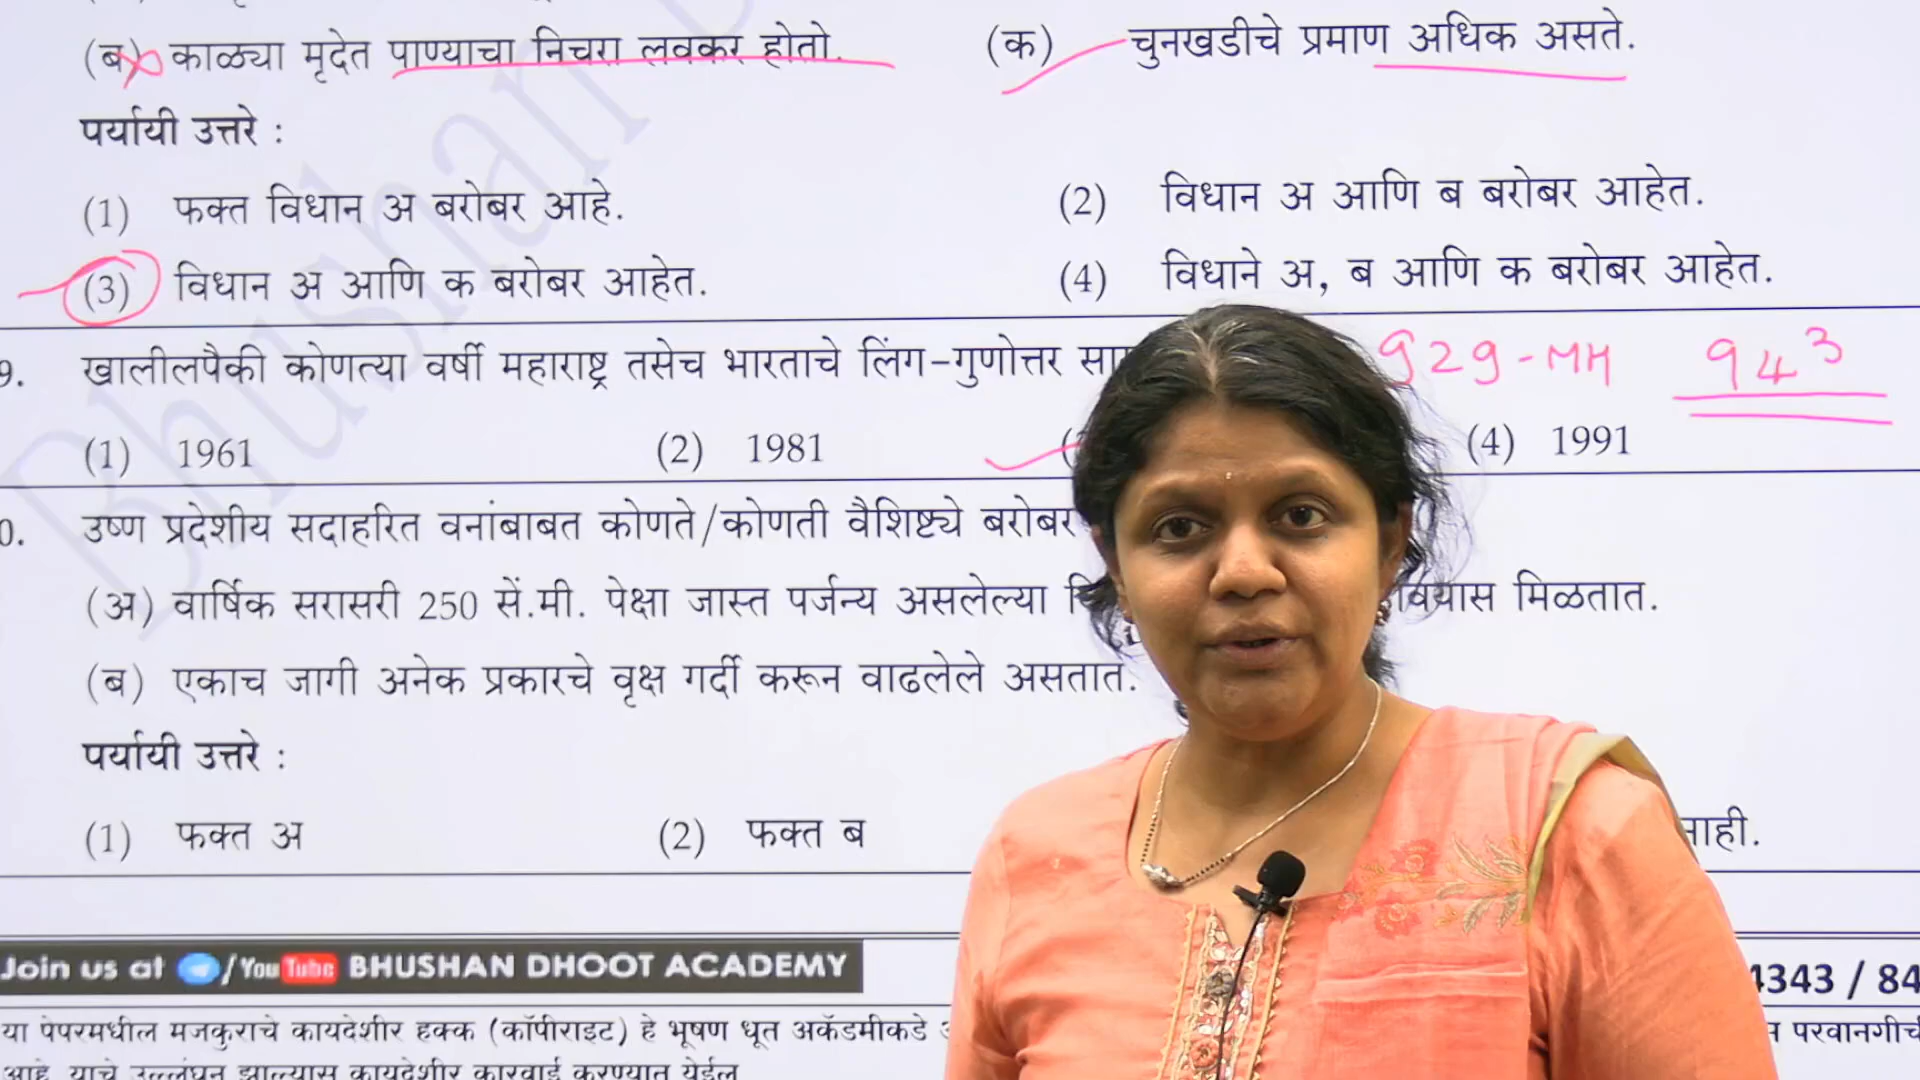 (ब) काळ्या मृदेत पाण्याचा निचरा लवकर होतो. (क) चुनखडीचे प्रमाण अधिक असते.
पर्यायी उत्तरे :
(1) फक्त विधान अ बरोबर आहे. (2) विधान अ आणि ब बरोबर आहेत.
(3) विधान अ आणि क बरोबर आहेत. (4) विधाने अ, ब आणि क बरोबर आहेत.
9. खालीलपैकी कोणत्या वर्षी महाराष्ट्र तसेच भारताचे लिंग-गुणोत्तर 929-MH 943
(1) 1961 (2) 1981 (4) 1991
0. उष्ण प्रदेशीय सदाहरित वनांबाबत कोणते/कोणती वैशिष्ट्ये बरोबर
(अ) वार्षिक सरासरी 250 सें.मी. पेक्षा जास्त पर्जन्य असलेल्या मिळतात.
(ब) एकाच जागी अनेक प्रकारचे वृक्ष गर्दी करून वाढलेले असतात.
पर्यायी उत्तरे :
(1) फक्त अ (2) फक्त ब
Join us at /YouTube BHUSHAN DHOOT ACADEMY 4343 / 84
या पेपरमधील मजकुराचे कायदेशीर हक्क (कॉपीराइट) हे भूषण धूत अकॅडमीकडे
आहे. याचे उल्लंघन झाल्यास कायदेशीर कारवाई करण्यात येईल
Bhushan